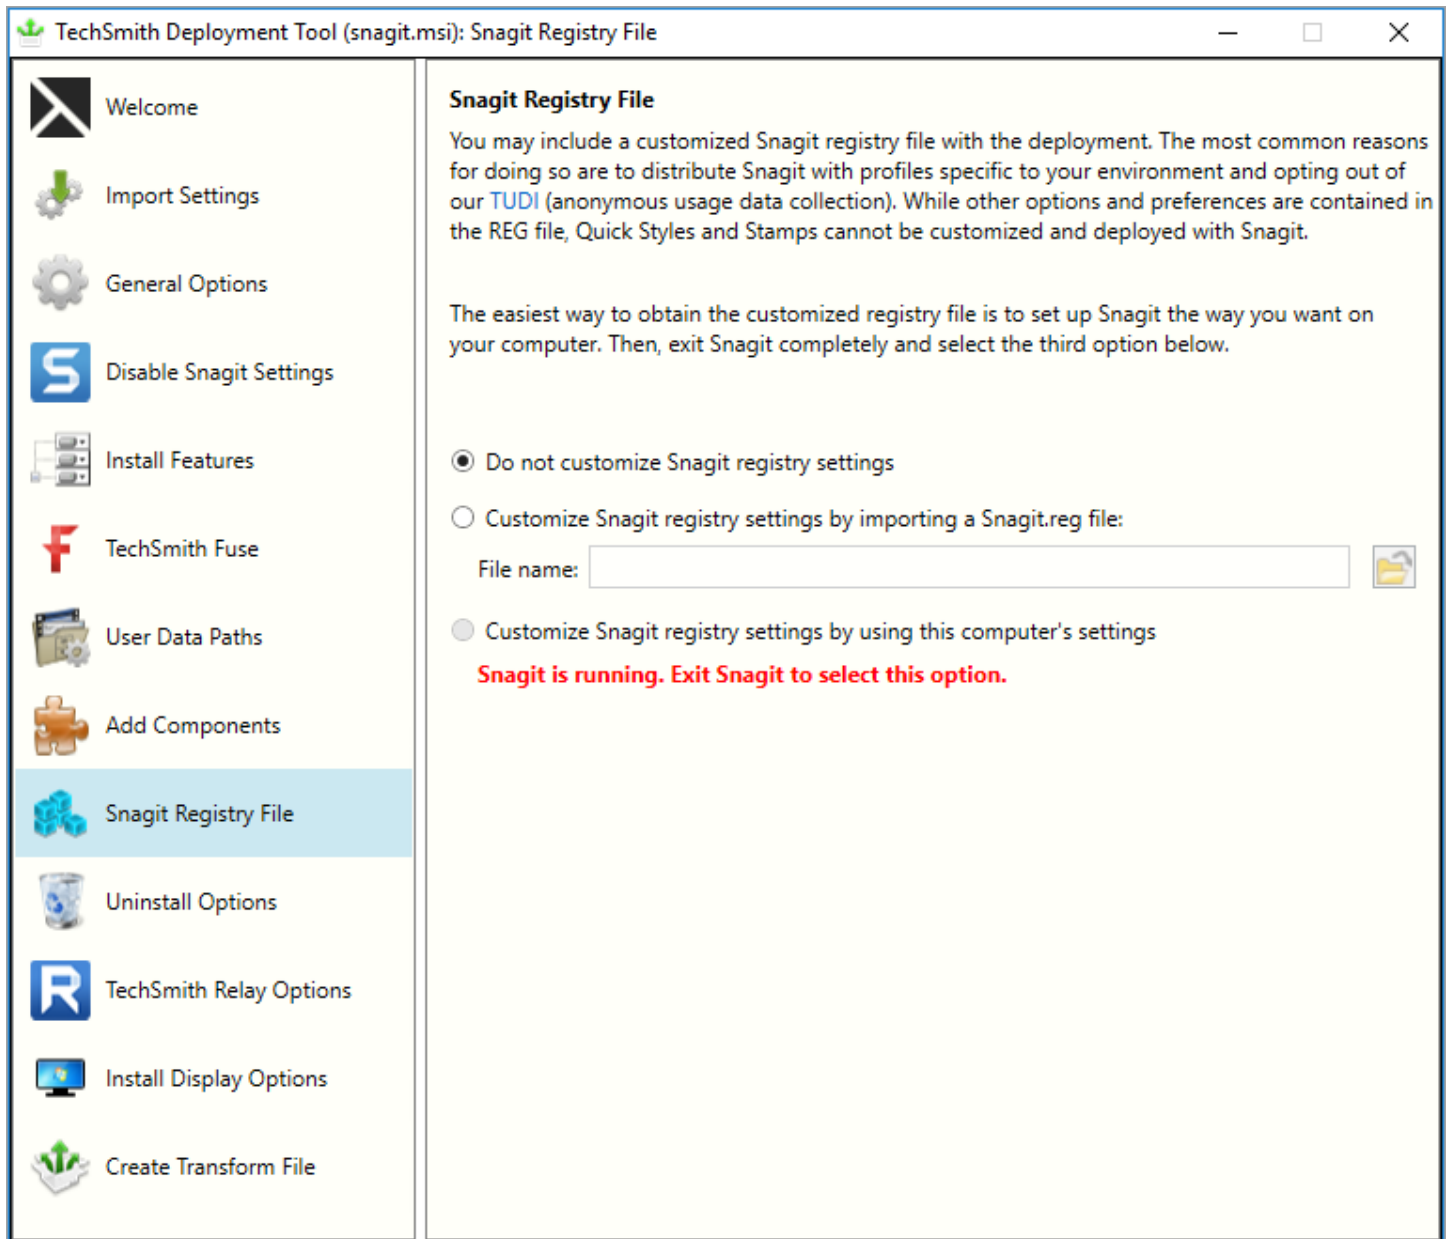 TechSmith Deployment Tool (snagit.msi): Snagit Registry File
Welcome
Import Settings
General Options
Disable Snagit Settings
Install Features
TechSmith Fuse
User Data Paths
Add Components
Snagit Registry File
Uninstall Options
TechSmith Relay Options
Install Display Options
Create Transform File
Snagit Registry File
You may include a customized Snagit registry file with the deployment. The most common reasons
for doing so are to distribute Snagit with profiles specific to your environment and opting out of
our TUDI (anonymous usage data collection). While other options and preferences are contained in
the REG file, Quick Styles and Stamps cannot be customized and deployed with Snagit.
The easiest way to obtain the customized registry file is to set up Snagit the way you want on
your computer. Then, exit Snagit completely and select the third option below.
Do not customize Snagit registry settings
Customize Snagit registry settings by importing a Snagit.reg file:
File name:
Customize Snagit registry settings by using this computer's settings
Snagit is running. Exit Snagit to select this option.